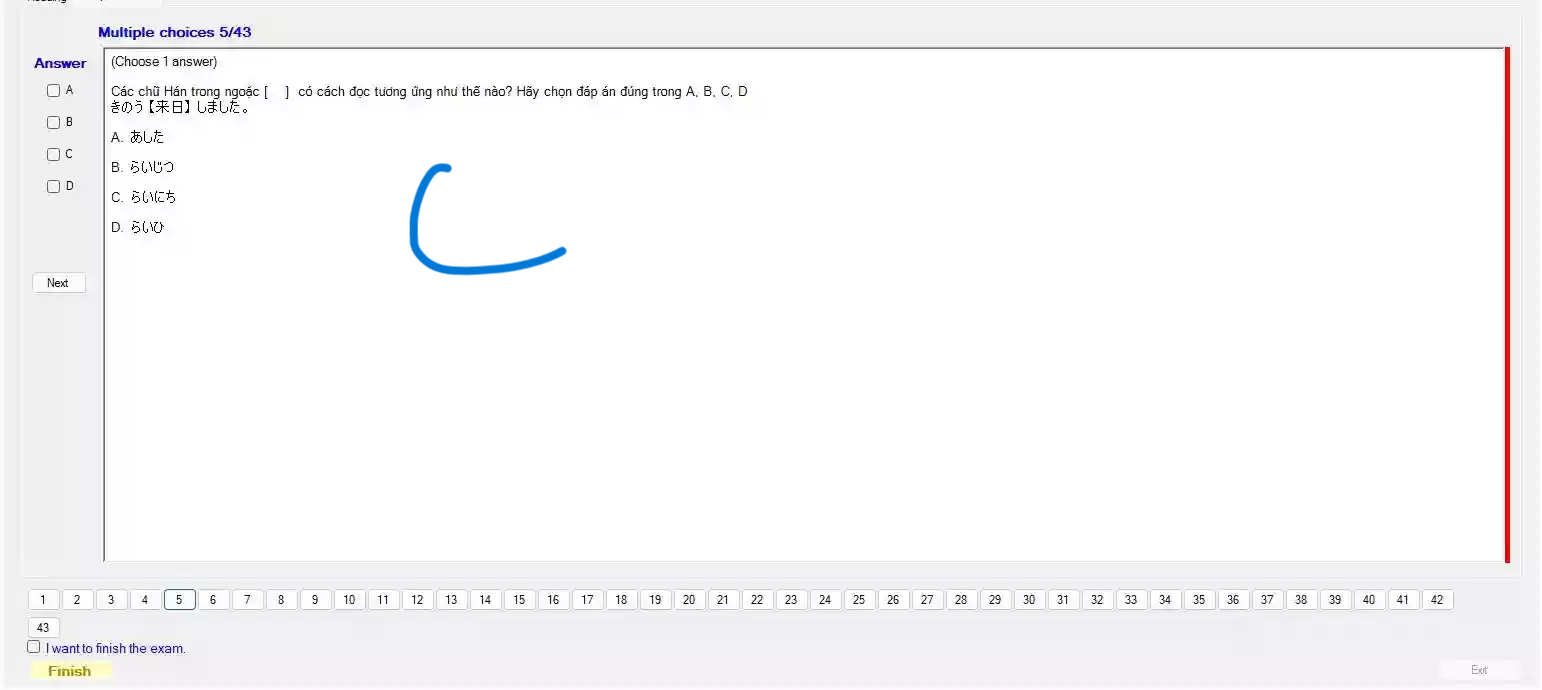 Multiple choices 5/43
Answer
(Choose 1 answer)
A
Các chữ Hán trong ngoặc [ ] có cách đọc tương ứng như thế nào? Hãy chọn đáp án đúng trong A, B, C, D
きのう【来日】しました。
B
A. あした
C
B. らいじつ
D
C. らいにち
D. らいひ
Next
1 2 3 4 5 6 7 8 9 10 11 12 13 14 15 16 17 18 19 20 21 22 23 24 25 26 27 28 29 30 31 32 33 34 35 36 37 38 39 40 41 42
43
I want to finish the exam.
Finish
Exit